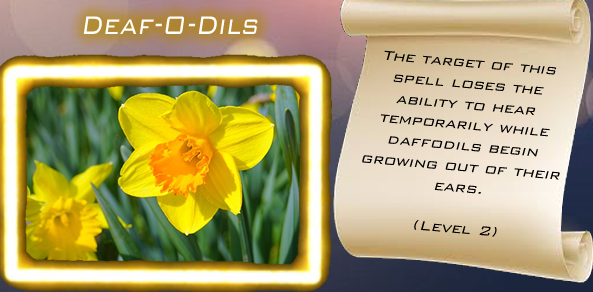 Deaf-O-Dils
The target of this
spell loses the
ability to hear
temporarily while
daffodils begin
growing out of their
ears.
(Level 2)